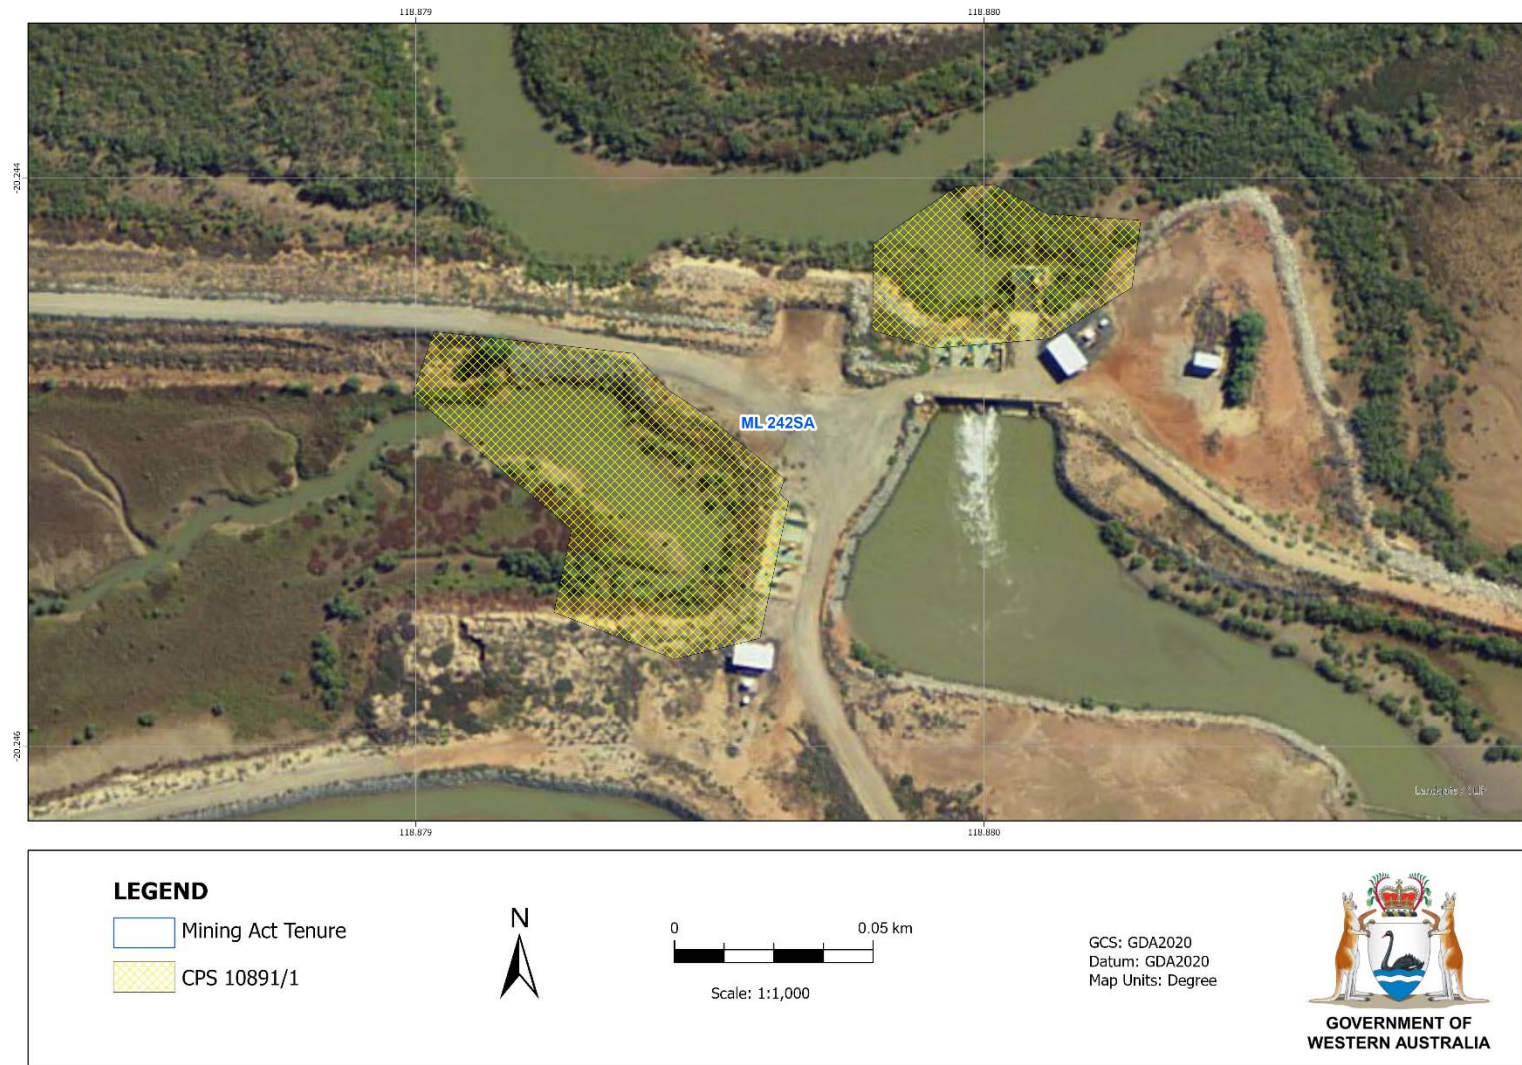 118.879
118.880
-20.244
ML 242SA
-20.246
118.879
118.880
LEGEND
Mining Act Tenure
CPS 10891/1
N
0
0.05 km
Scale: 1:1,000
GCS: GDA2020
Datum: GDA2020
Map Units: Degree
GOVERNMENT OF
WESTERN AUSTRALIA